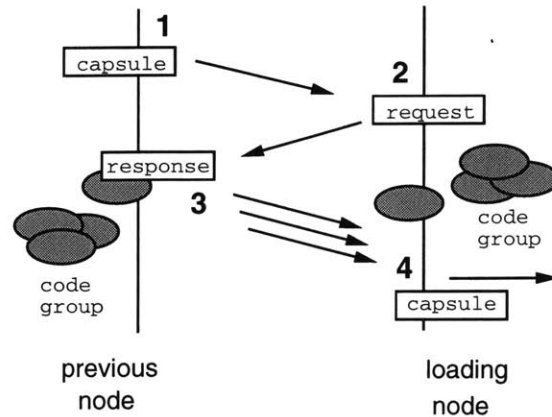 1
capsule
2
request
response
3
code
group
code
group
4
capsule
previous
node
loading
node